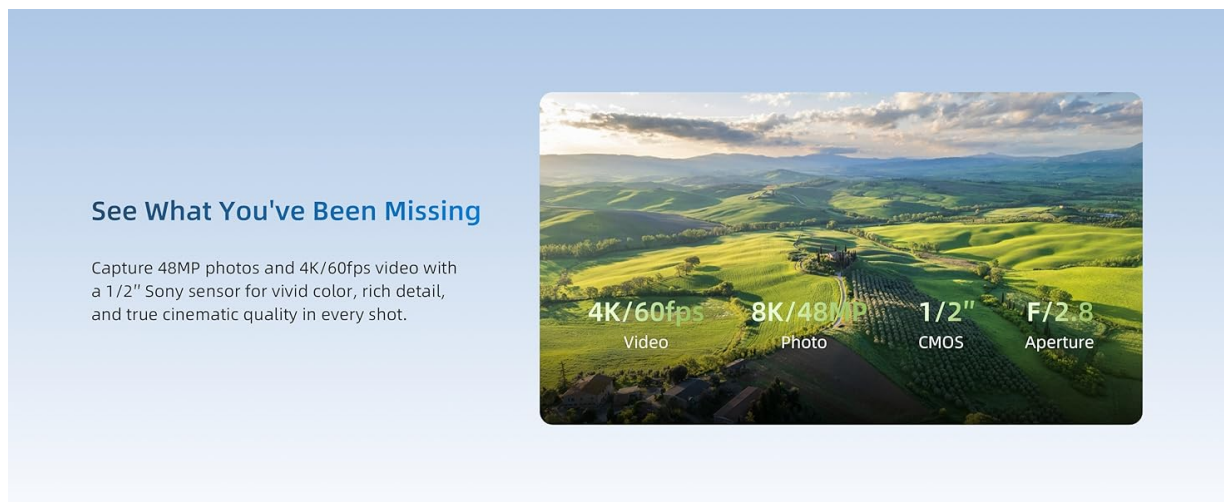 See What You've Been Missing
Capture 48MP photos and 4K/60fps video with
a 1/2" Sony sensor for vivid color, rich detail,
and true cinematic quality in every shot.
4K/60fps 8K/48MP 1/2" F/2.8
Video Photo CMOS Aperture